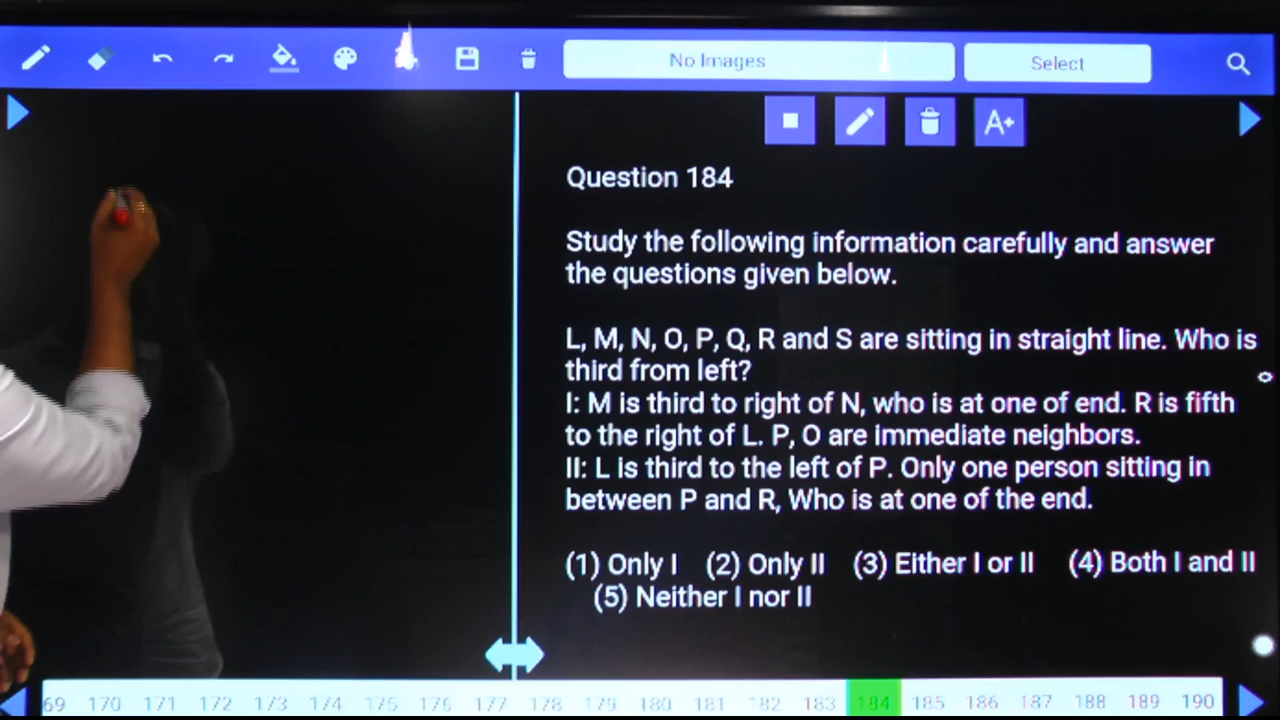 No Images
Select
A+
Question 184
Study the following information carefully and answer
the questions given below.
L, M, N, O, P, Q, R and S are sitting in straight line. Who is
third from left?
I: M is third to right of N, who is at one of end. R is fifth
to the right of L. P, O are immediate neighbors.
II: L is third to the left of P. Only one person sitting in
between P and R, Who is at one of the end.
(1) Only I (2) Only II (3) Either I or II (4) Both I and II
(5) Neither I nor II
69 170 171 172 173 174 175 176 177 178 179 180 181 182 183 184 185 186 187 188 189 190